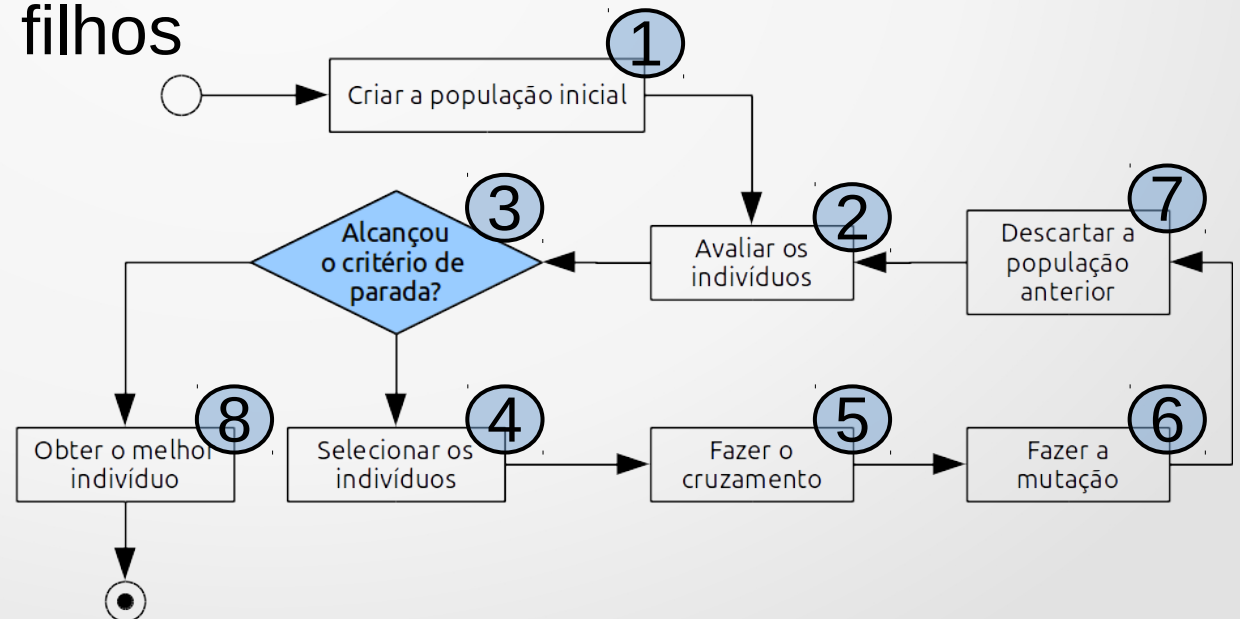 filhos
1
Criar a população inicial
3
Alcançou
o critério de
parada?
2
Avaliar os
indivíduos
7
Descartar a
população
anterior
8
Obter o melhor
indivíduo
4
Selecionar os
indivíduos
5
Fazer o
cruzamento
6
Fazer a
mutação